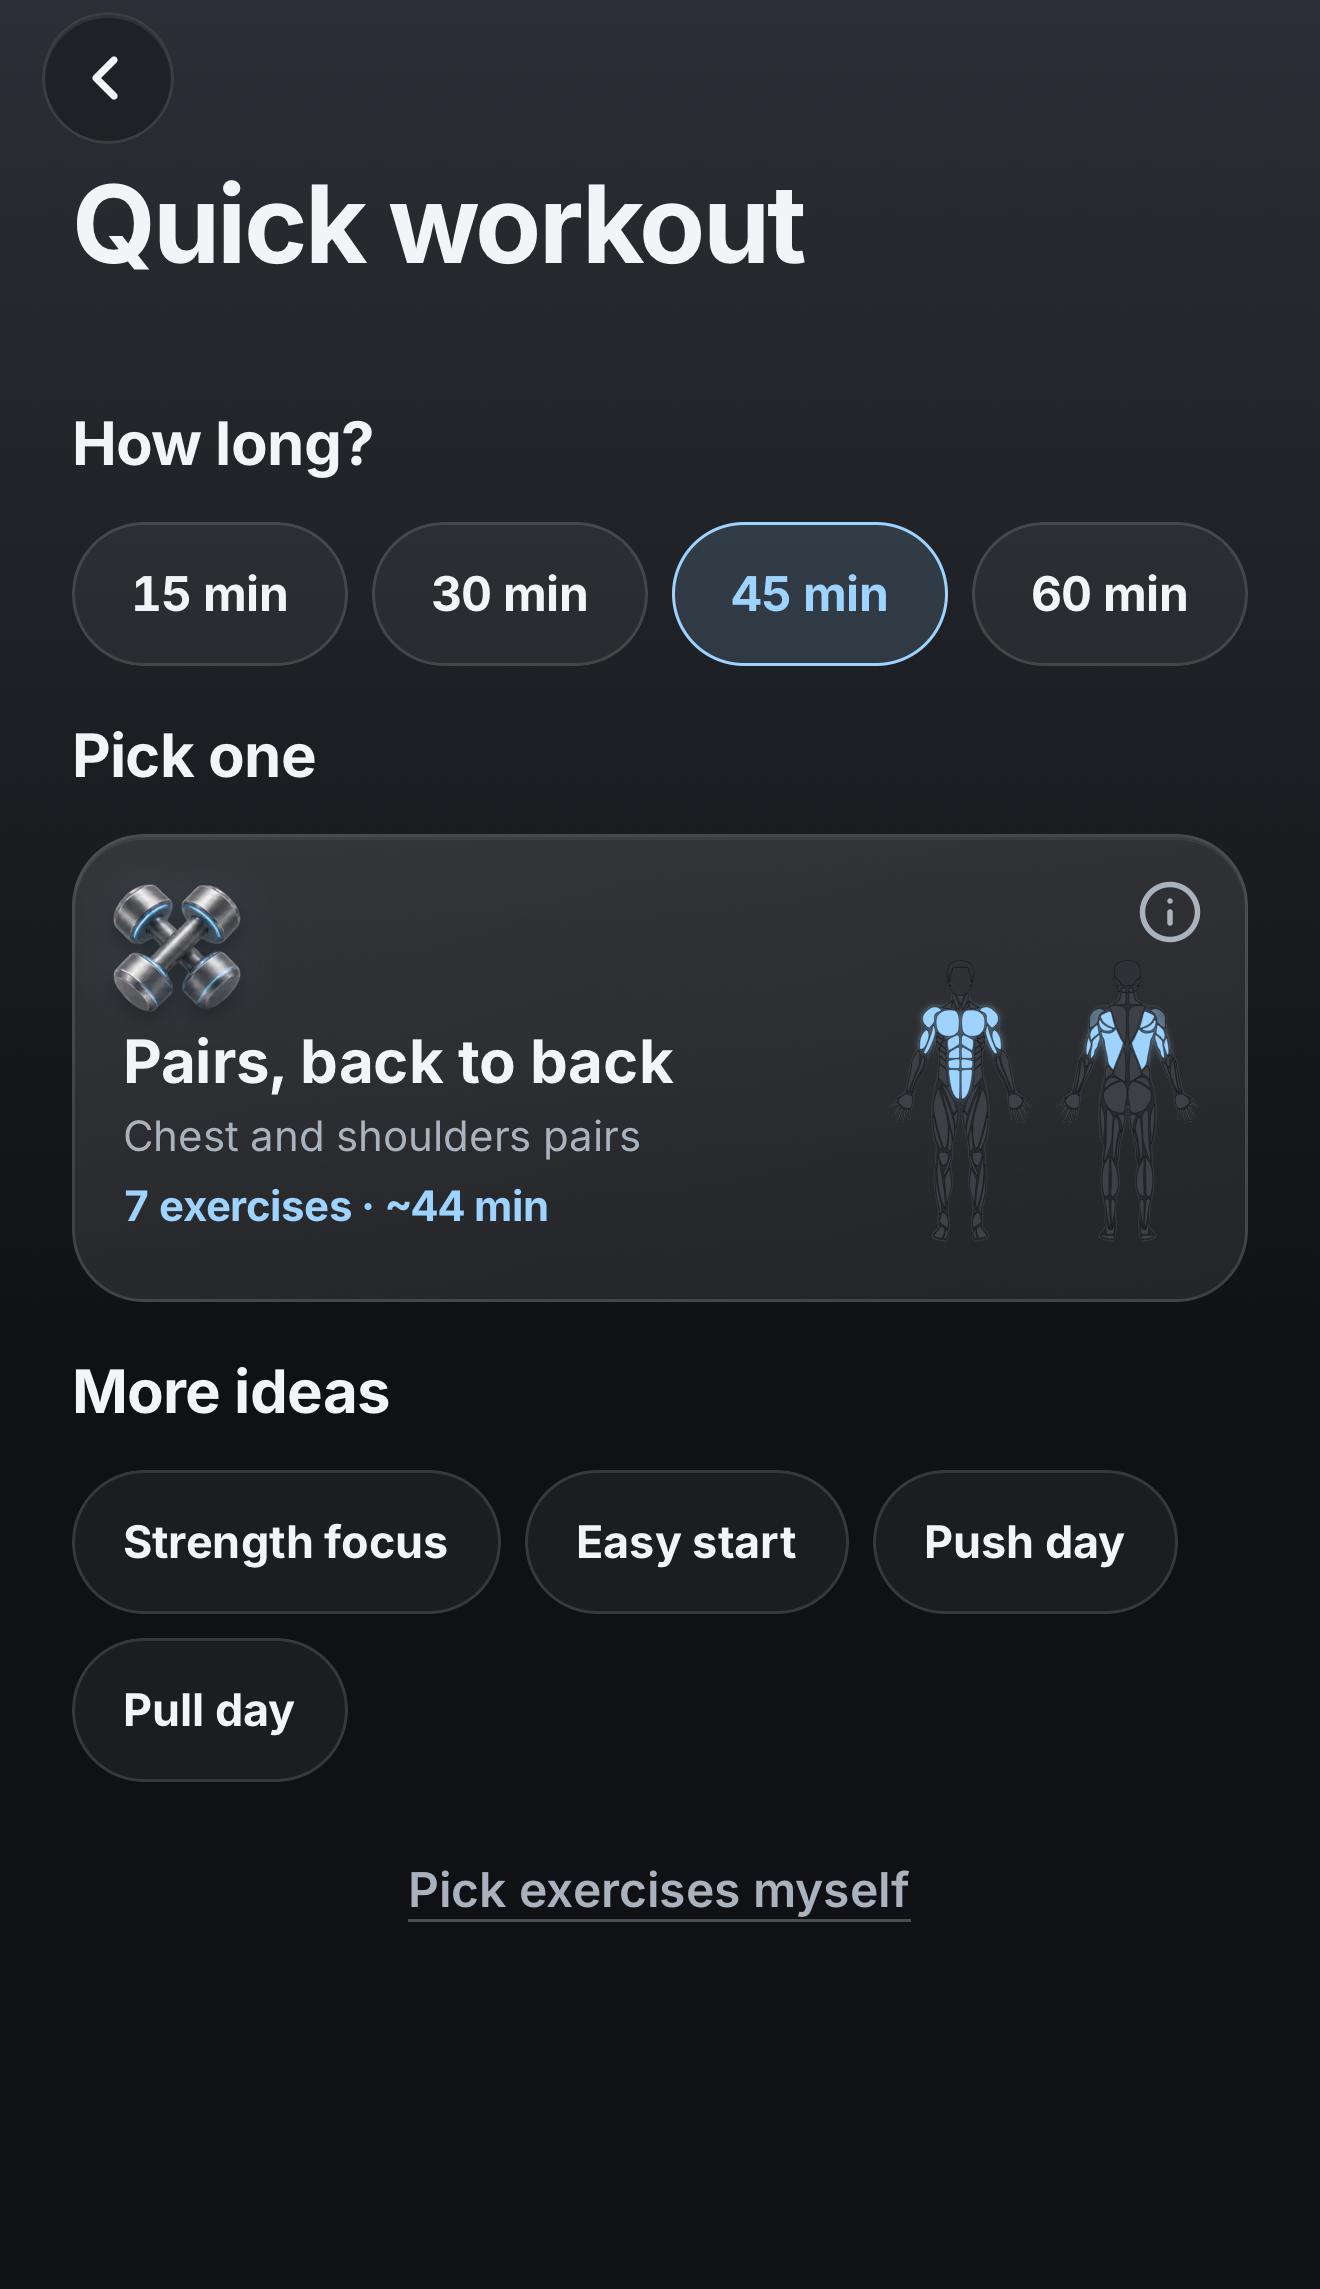 Quick workout
How long?
15 min 30 min 45 min 60 min
Pick one
Pairs, back to back
Chest and shoulders pairs
7 exercises · ~44 min
More ideas
Strength focus Easy start Push day
Pull day
Pick exercises myself